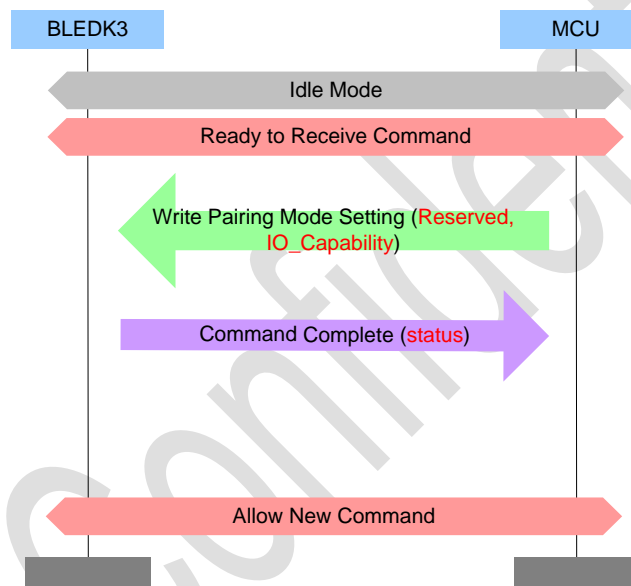 BLEDK3 MCU
Idle Mode
Ready to Receive Command
Write Pairing Mode Setting (Reserved,
IO_Capability)
Command Complete (status)
Allow New Command
Confident